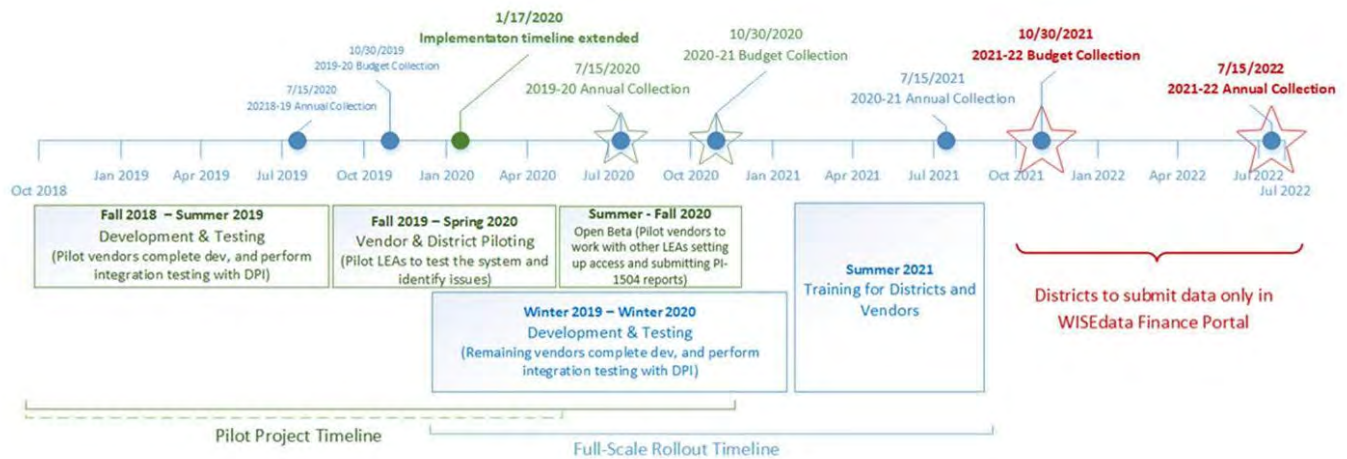 1/17/2020
Implementaton timeline extended
10/30/2019
2019-20 Budget Collection
7/15/2020
20218-19 Annual Collection
7/15/2020
2019-20 Annual Collection
10/30/2020
2020-21 Budget Collection
7/15/2021
2020-21 Annual Collection
10/30/2021
2021-22 Budget Collection
7/15/2022
2021-22 Annual Collection
Oct 2018
Jan 2019
Apr 2019
Jul 2019
Oct 2019
Jan 2020
Apr 2020
Jul 2020
Oct 2020
Jan 2021
Apr 2021
Jul 2021
Oct 2021
Jan 2022
Apr 2022
Jul 2022
Jul 2022
Fall 2018 – Summer 2019
Development & Testing
(Pilot vendors complete dev, and perform
integration testing with DPI)
Fall 2019 – Spring 2020
Vendor & District Piloting
(Pilot LEAs to test the system and
identify issues)
Summer - Fall 2020
Open Beta (Pilot vendors to
work with other LEAs setting
up access and submitting PI-
1504 reports)
Winter 2019 – Winter 2020
Development & Testing
(Remaining vendors complete dev, and perform
integration testing with DPI)
Summer 2021
Training for Districts and
Vendors
Districts to submit data only in
WISEdata Finance Portal
Pilot Project Timeline
Full-Scale Rollout Timeline